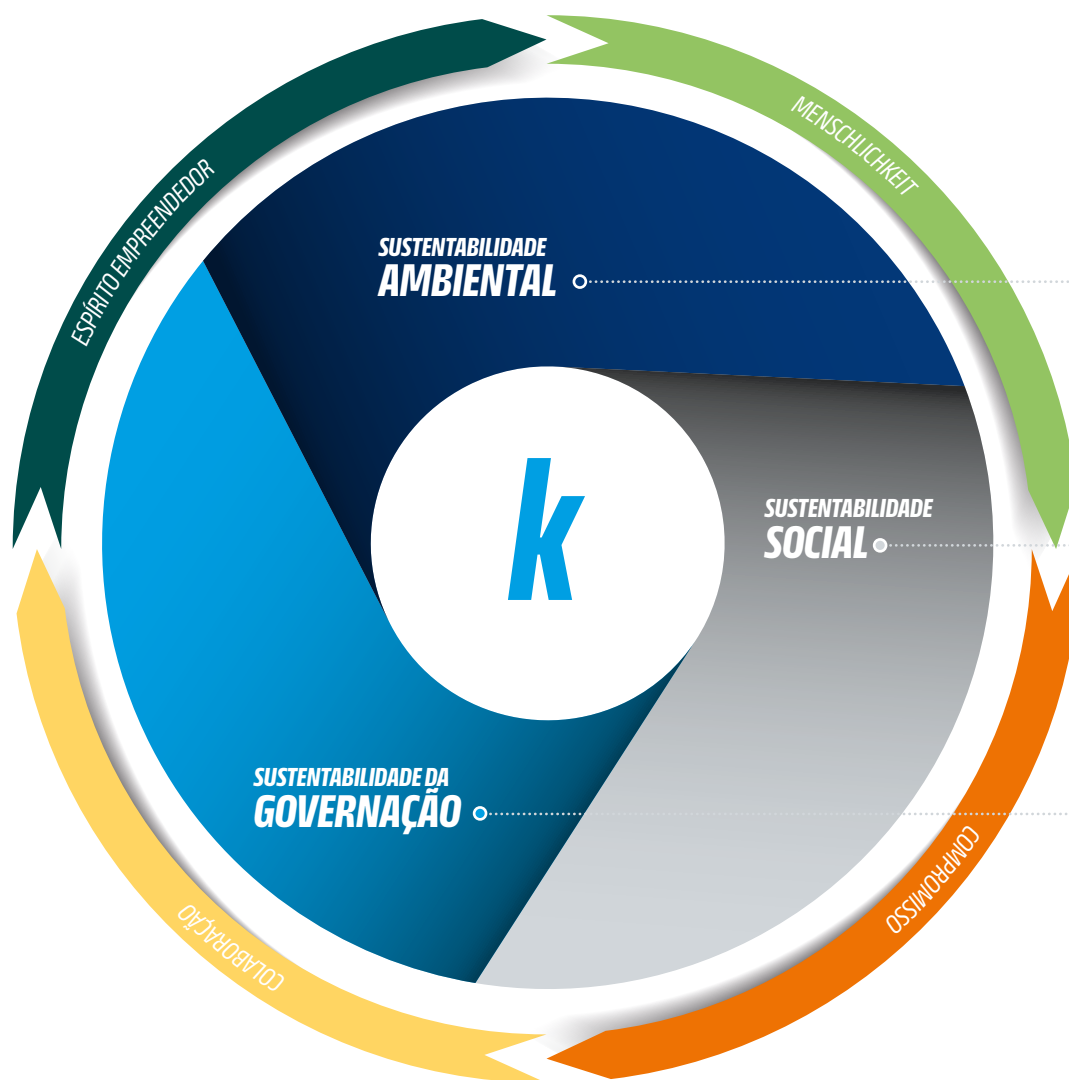 ESPÍRITO EMPREENDEDOR
MENSCHLICHKEIT
SUSTENTABILIDADE
AMBIENTAL
k
SUSTENTABILIDADE
SOCIAL
SUSTENTABILIDADE DA
GOVERNAÇÃO
COMPROMISSO
COLABORAÇÃO